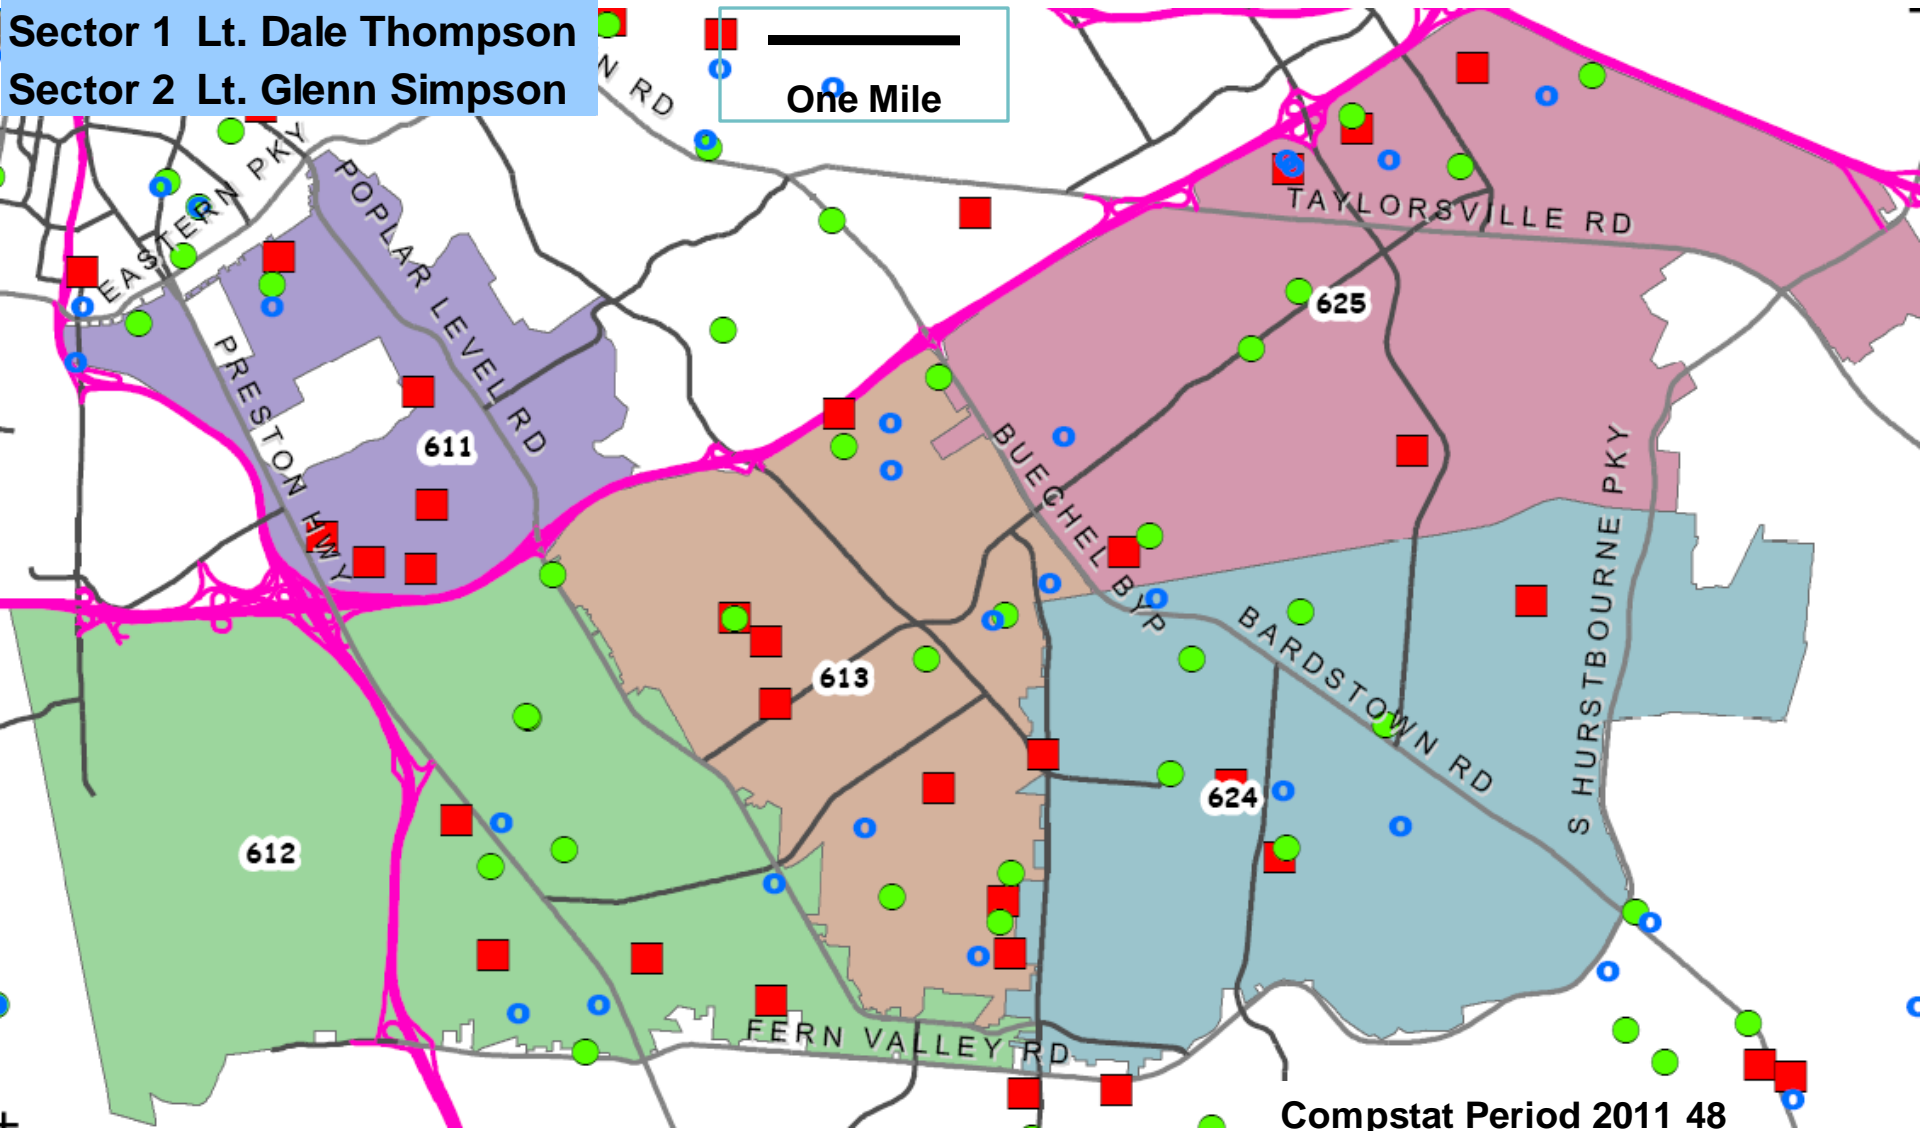 Sector 1 Lt. Dale Thompson
Sector 2 Lt. Glenn Simpson
One Mile
N RD
EASTERN PKY
POPLAR LEVEL RD
TAYLORSVILLE RD
625
PRESTON HWY
611
BUECHEL BYP
S HURSTBOURNE PKY
BARDSTOWN RD
613
624
612
FERN VALLEY RD
Compstat Period 2011 48